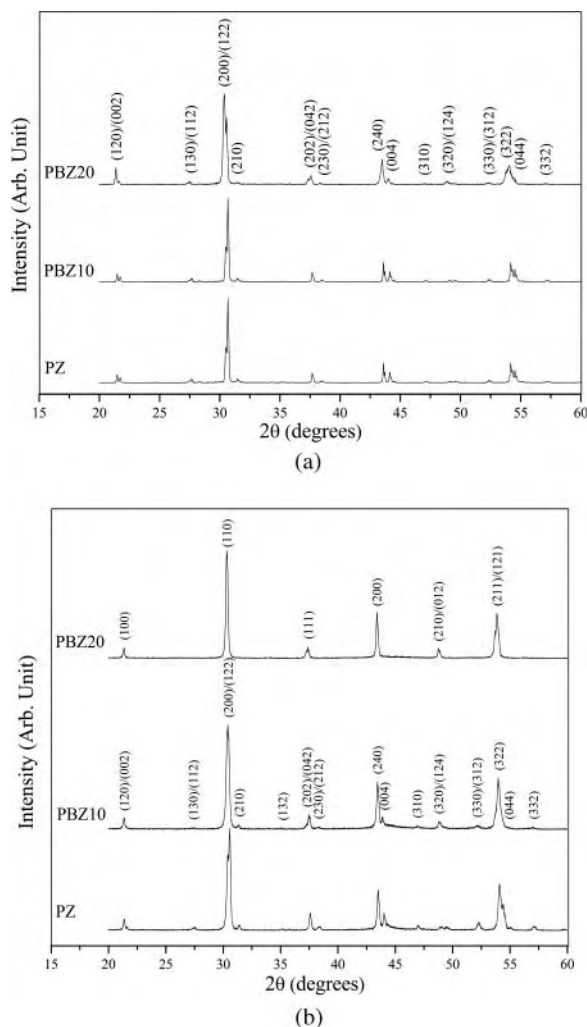 (200)/(122)
(120)/(002)
(130)/(112)
(210)
(202)/(042)
(230)/(212)
(240)
(004)
(310)
(320)/(124)
(330)/(312)
(322)
(044)
(332)
PBZ20
PBZ10
PZ
Intensity (Arb. Unit)
15 20 25 30 35 40 45 50 55 60
2θ (degrees)
(a)
(100)
(110)
(111)
(200)
(210)/(012)
(211)/(121)
PBZ20
(120)/(002)
(130)/(112)
(200)/(122)
(210)
(132)
(202)/(042)
(230)/(212)
(240)
(004)
(310)
(320)/(124)
(330)/(312)
(322)
(044)
(332)
PBZ10
PZ
Intensity (Arb. Unit)
15 20 25 30 35 40 45 50 55 60
2θ (degrees)
(b)